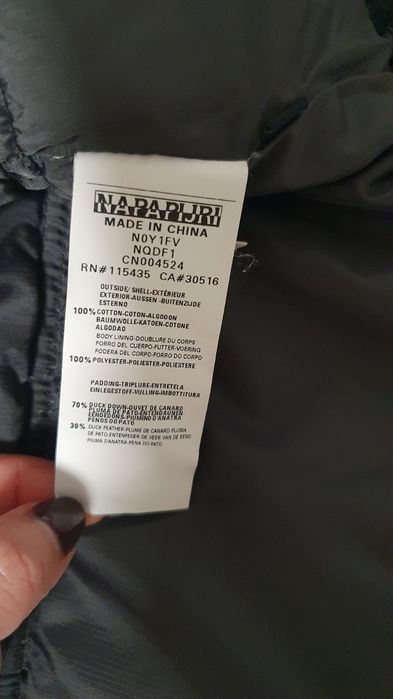 NAPAPIJRI
MADE IN CHINA
N0Y1FV
NQDF1
CN004524
RN# 115435 CA# 30516
OUTSIDE/ SHELL-EXTÉRIEUR
EXTERIOR-AUSSEN -BUITENZIJDE
ESTERNO
100% COTTON-COTON-ALGODON
BAUMWOLLE-KATOEN-COTONE
ALGODAO
BODY LINING-DOUBLURE DU CORPS
FORRO DEL CUERPO-FUTTER-VOERING
FODERA DEL CORPO-FORRO DO CORPO
100% POLYESTER-POLIESTER-POLIESTERE
PADDING-TRIPLURE-ENTRETELA
EINLEGESTOFF-VULLING-IMBOTTITURA
70% DUCK DOWN-DUVET DE CANARD
PLUMA DE PATO-ENTENDAUNEN
EENDEDONS-PIUMINO D'ANATRA
PENOS DO PATO
30% DUCK FEATHER-PLUME DE CANARD-PLUMA
DE PATO ENTENFEDER-DE VEER VAN DE EEND
PIUMA D'ANATRA-PENA DO PATO